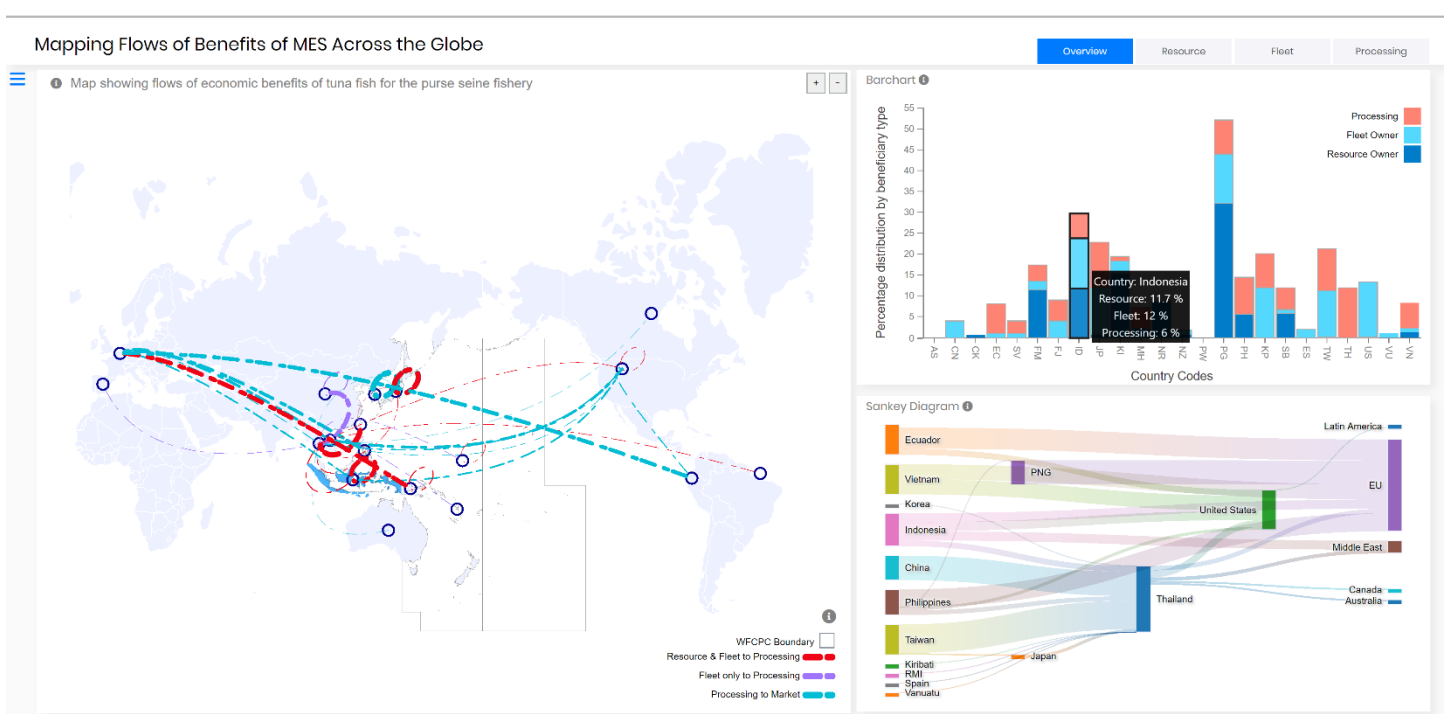 Mapping Flows of Benefits of MES Across the Globe
Overview
Resource
Fleet
Processing
Map showing flows of economic benefits of tuna fish for the purse seine fishery
+
-
WFCPC Boundary
Resource & Fleet to Processing
Fleet only to Processing
Processing to Market
Barchart
Percentage distribution by beneficiary type
55
50
45
40
35
30
25
20
15
10
5
0
Processing
Fleet Owner
Resource Owner
Country: Indonesia
Resource: 11.7 %
Fleet: 12 %
Processing: 6 %
AS
CN
CK
EC
SV
FM
FJ
ID
JP
KI
MH
NR
NZ
PW
PG
PH
KP
SB
ES
TW
TH
US
VU
VN
Country Codes
Sankey Diagram
Ecuador
Vietnam
Korea
Indonesia
China
Philippines
Taiwan
Kiribati
RMI
Spain
Vanuatu
PNG
Japan
Thailand
United States
Latin America
EU
Middle East
Canada
Australia